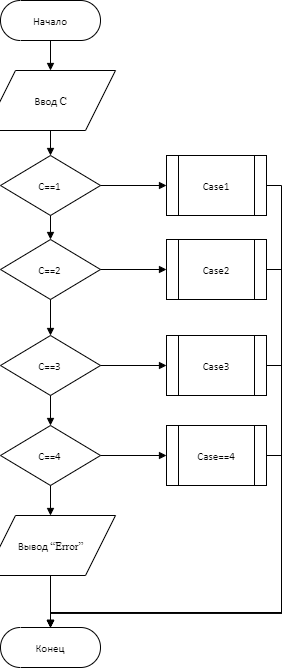 Начало
Ввод C
C==1
Case1
C==2
Case2
C==3
Case3
C==4
Case==4
Вывод “Error”
Конец